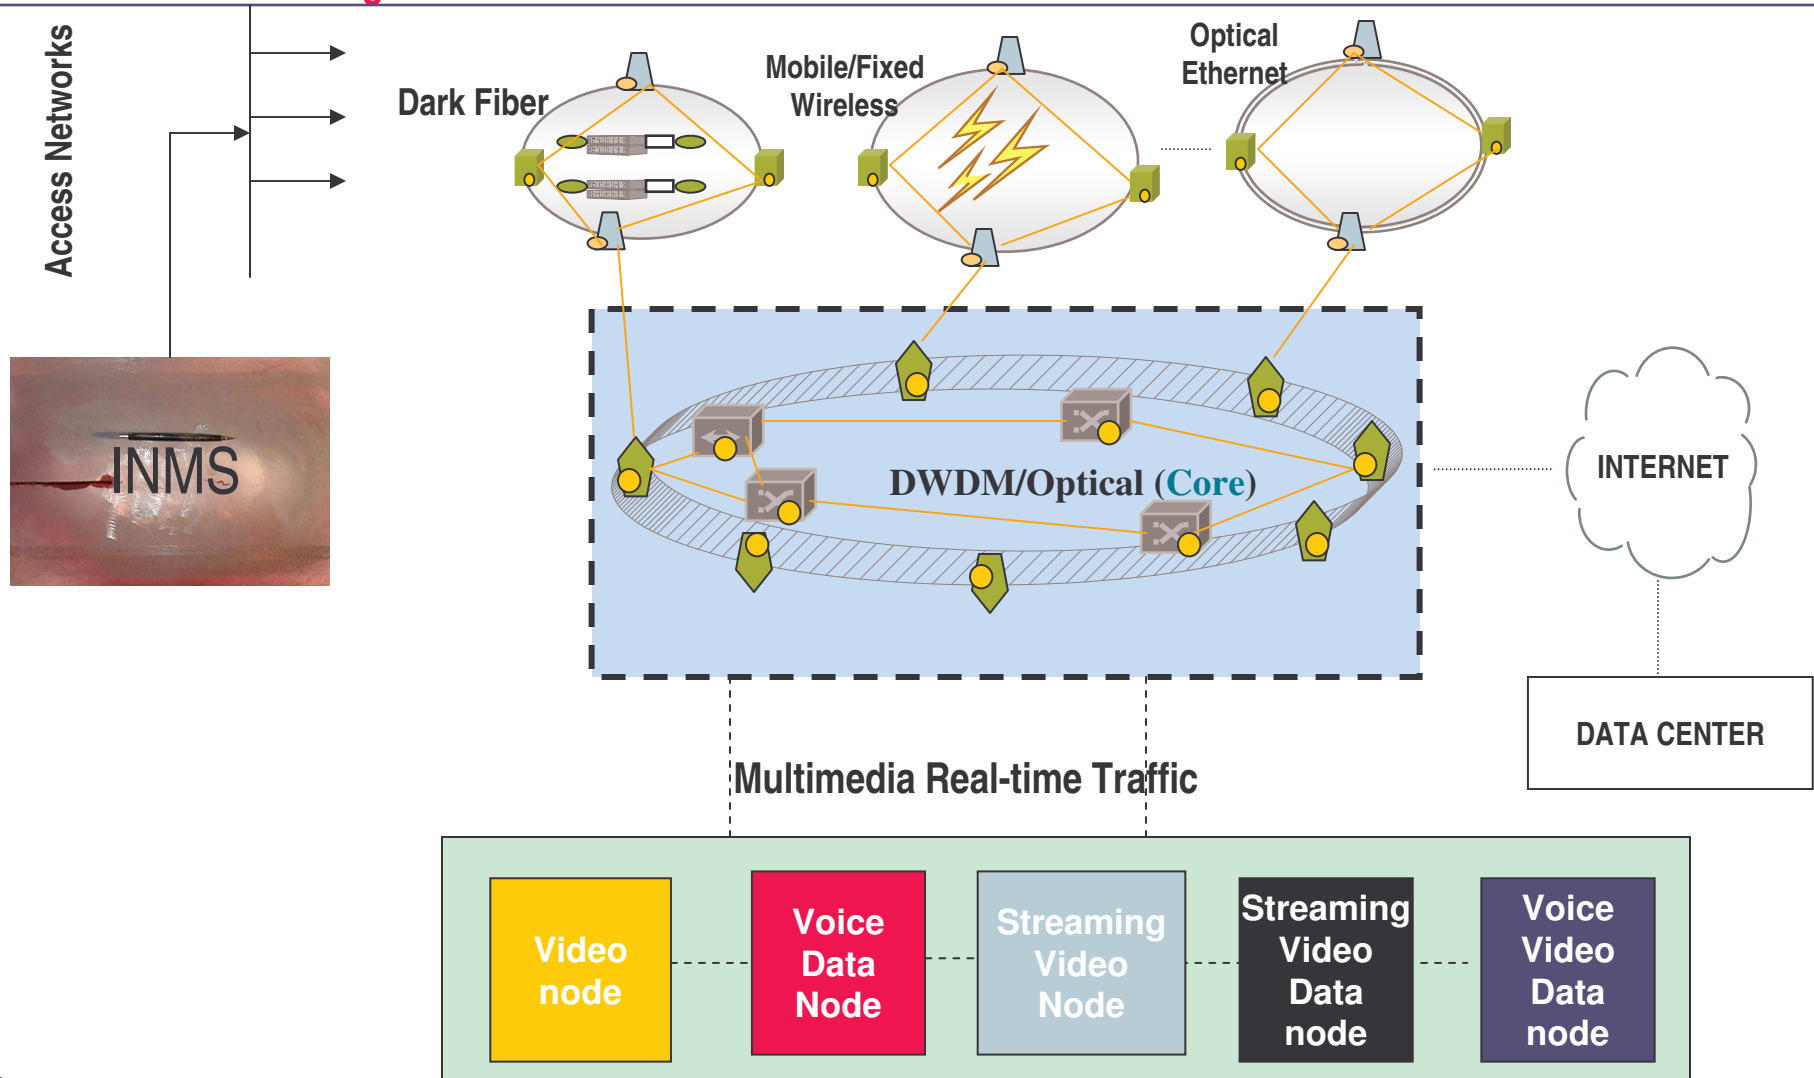 Access Networks
Dark Fiber
Mobile/Fixed
Wireless
Optical
Ethernet
INMS
DWDM/Optical (Core)
INTERNET
DATA CENTER
Multimedia Real-time Traffic
Video
node
Voice
Data
Node
Streaming
Video
Node
Streaming
Video
Data
node
Voice
Video
Data
node